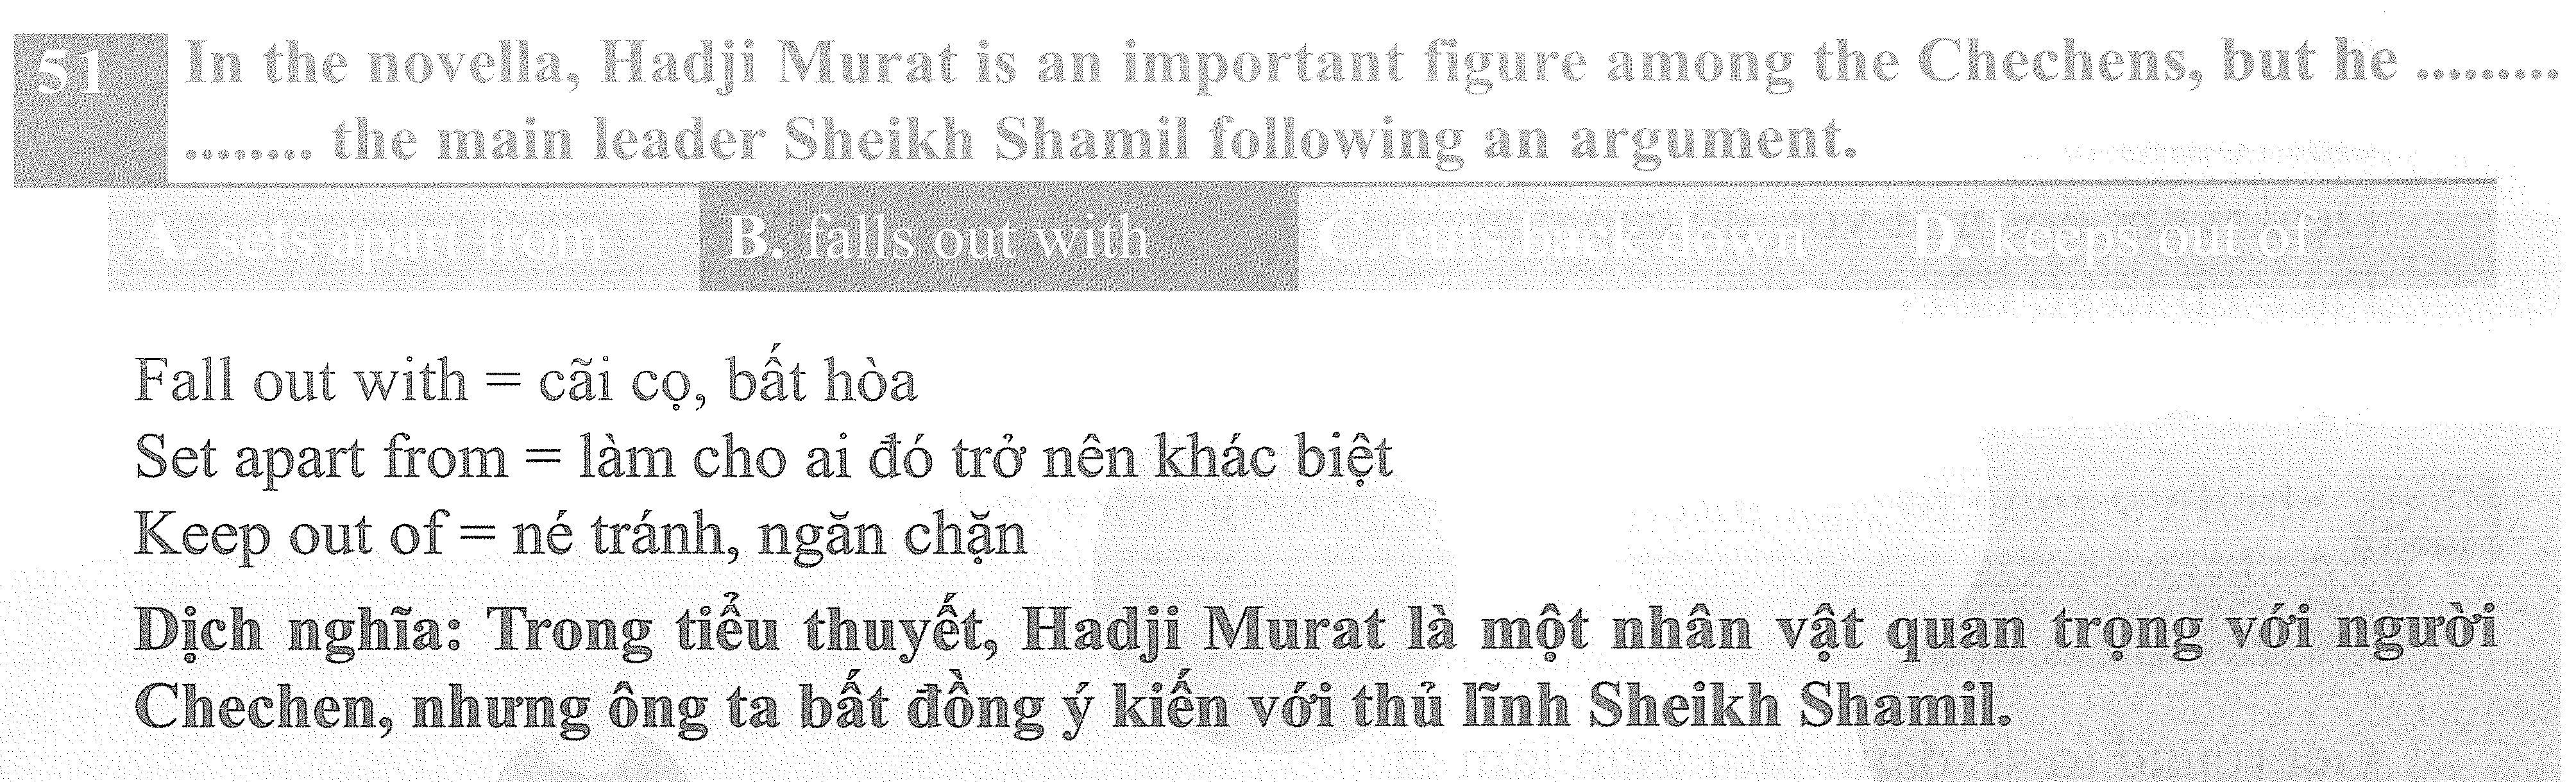 51 In the novella, Hadji Murat is an important figure among the Chechens, but he .........
........ the main leader Sheikh Shamil following an argument.
A. sets apart from B. falls out with C. cuts back down D. keeps out of
Fall out with = cãi cọ, bất hòa
Set apart from = làm cho ai đó trở nên khác biệt
Keep out of = né tránh, ngăn chặn
Dịch nghĩa: Trong tiểu thuyết, Hadji Murat là một nhân vật quan trọng với người
Chechen, nhưng ông ta bất đồng ý kiến với thủ lĩnh Sheikh Shamil.